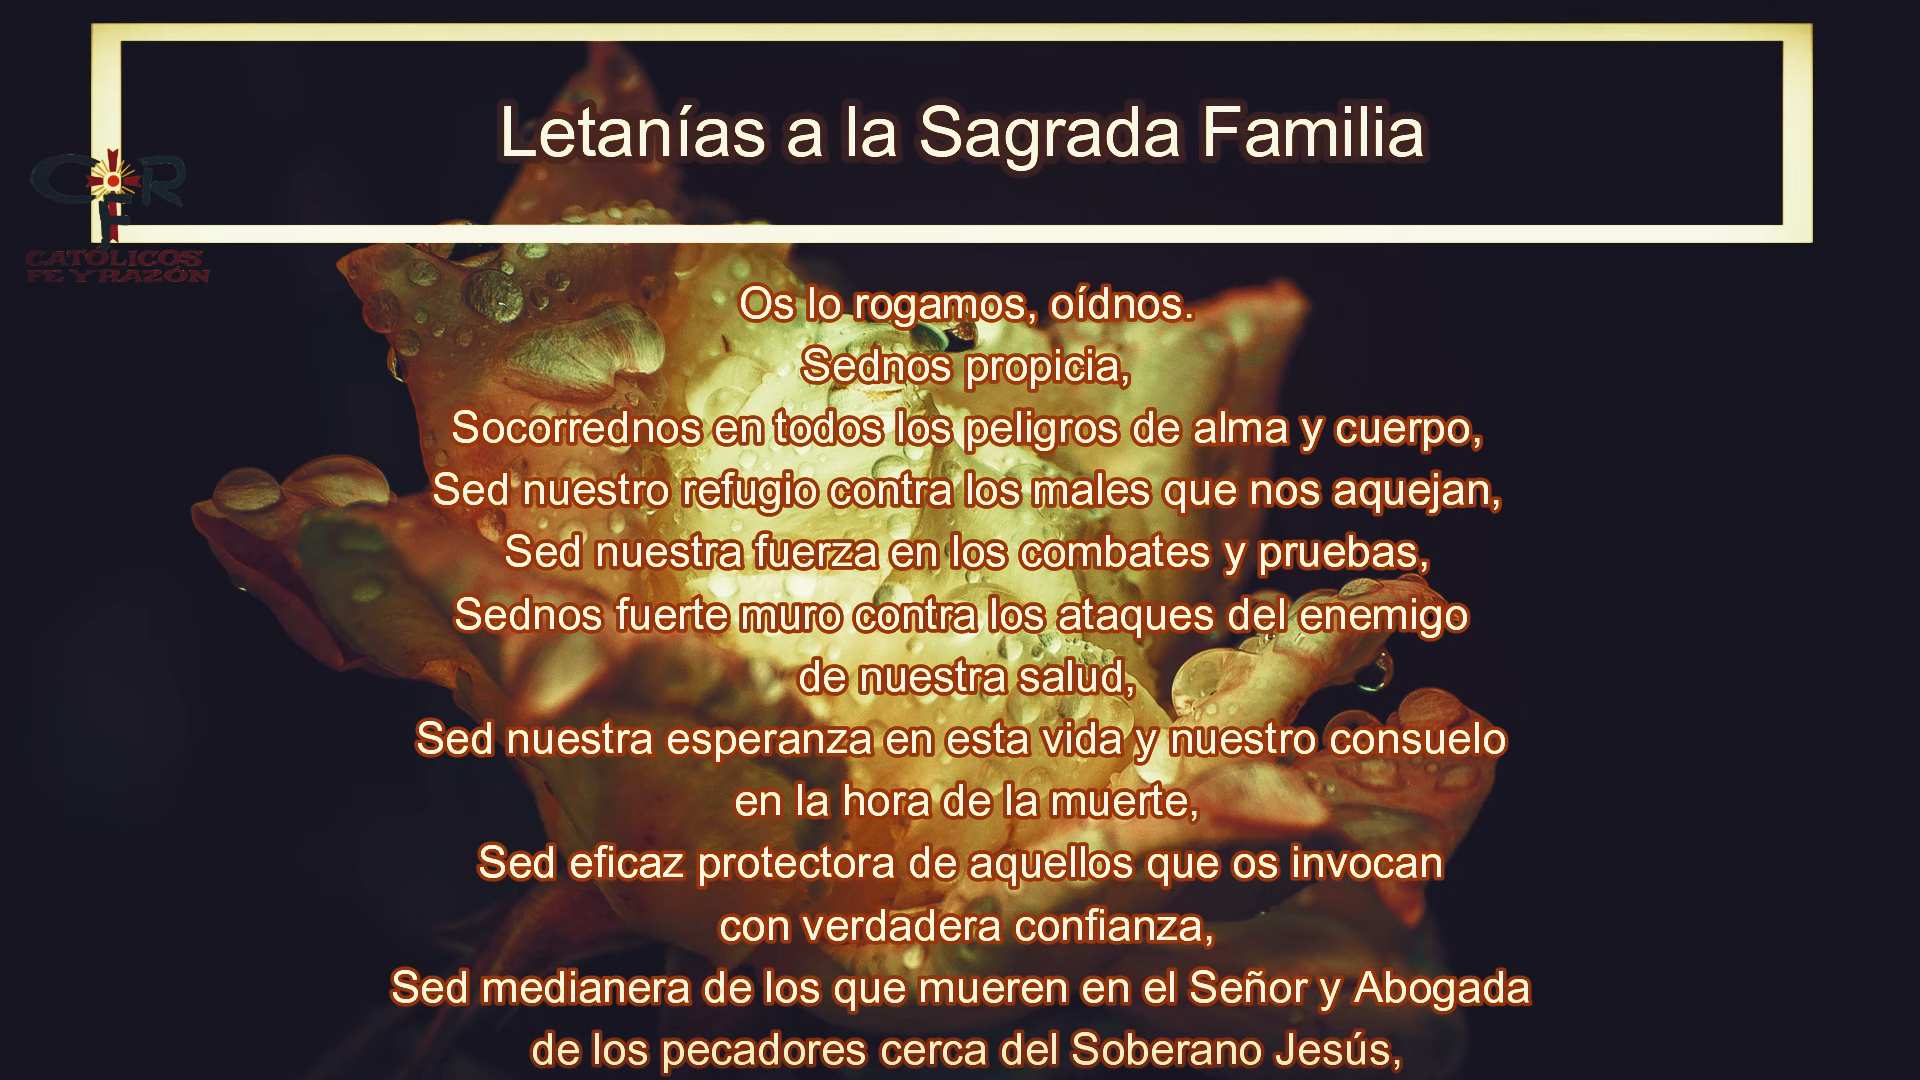 Letanías a la Sagrada Familia
CFR
CATÓLICOS
FE Y RAZÓN
Os lo rogamos, oídnos.
Sednos propicia,
Socorrednos en todos los peligros de alma y cuerpo,
Sed nuestro refugio contra los males que nos aquejan,
Sed nuestra fuerza en los combates y pruebas,
Sednos fuerte muro contra los ataques del enemigo
de nuestra salud,
Sed nuestra esperanza en esta vida y nuestro consuelo
en la hora de la muerte,
Sed eficaz protectora de aquellos que os invocan
con verdadera confianza,
Sed medianera de los que mueren en el Señor y Abogada
de los pecadores cerca del Soberano Jesús,